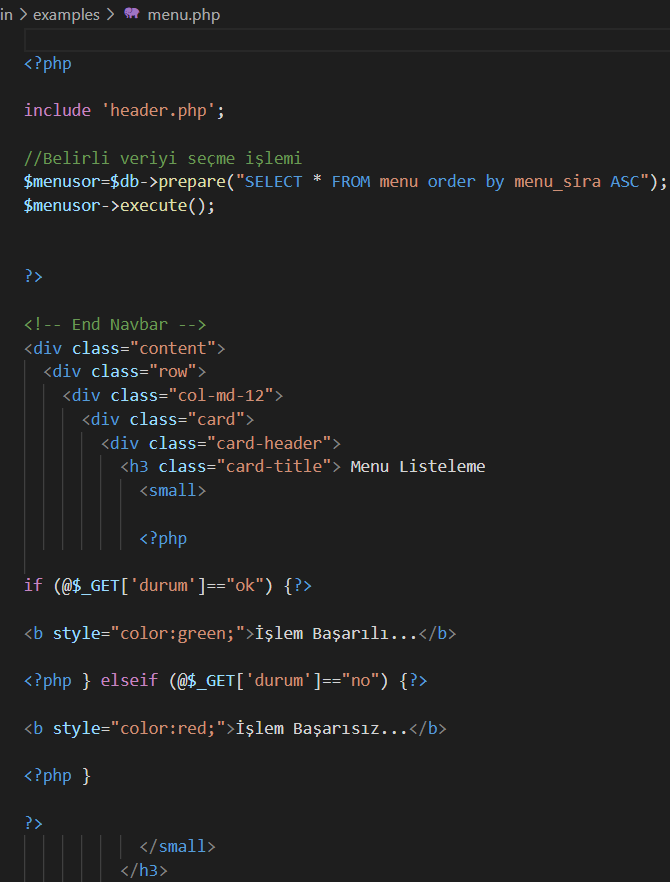 in > examples > menu.php
<?php
include 'header.php';
//Belirli veriyi seçme işlemi
$menusor=$db->prepare("SELECT * FROM menu order by menu_sira ASC");
$menusor->execute();
?>
<!-- End Navbar -->
<div class="content">
<div class="row">
<div class="col-md-12">
<div class="card">
<div class="card-header">
<h3 class="card-title"> Menu Listeleme
<small>
<?php
if (@$_GET['durum']=="ok") {?>
<b style="color:green;">İşlem Başarılı...</b>
<?php } elseif (@$_GET['durum']=="no") {?>
<b style="color:red;">İşlem Başarısız...</b>
<?php }
?>
</small>
</h3>